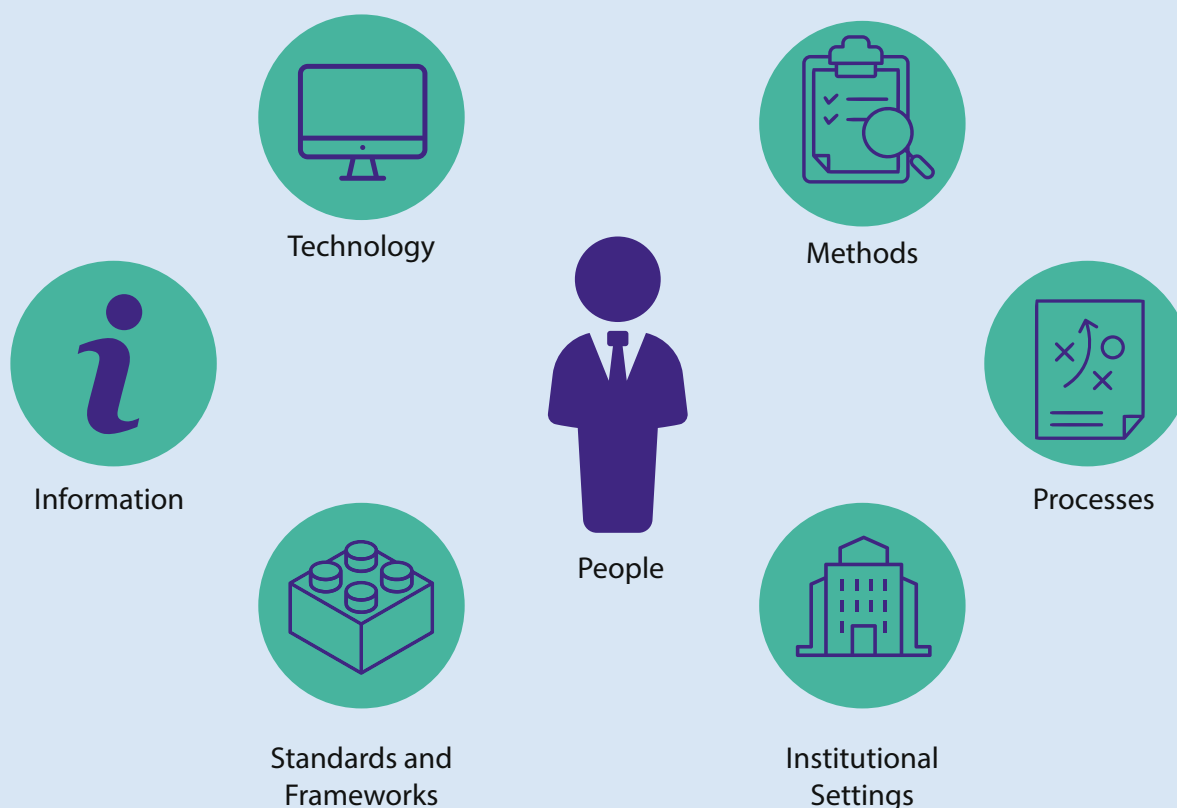 Technology
Methods
Information
Processes
People
Standards and
Frameworks
Institutional
Settings